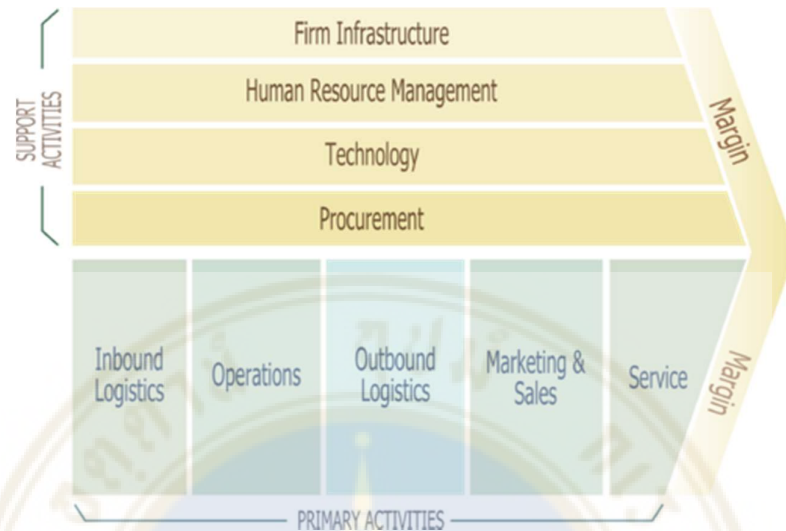 Firm Infrastructure
Human Resource Management
Technology
Procurement
SUPPORT
ACTIVITIES
Margin
Inbound
Logistics
Operations
Outbound
Logistics
Marketing &
Sales
Service
Margin
PRIMARY ACTIVITIES